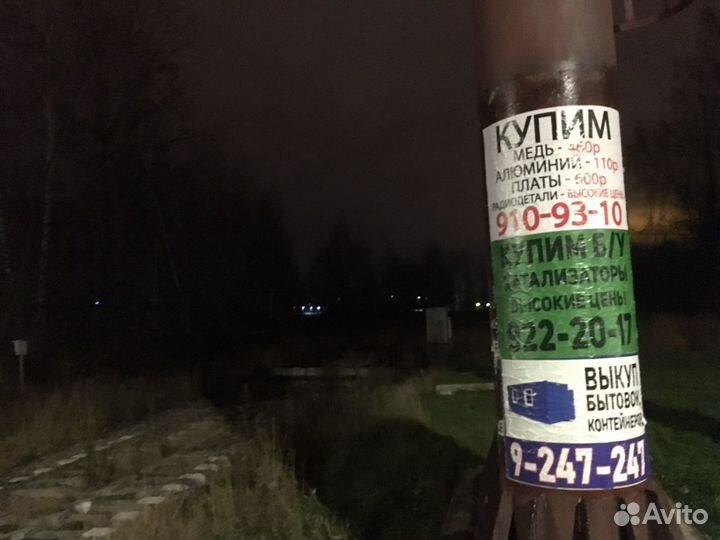 КУПИМ
МЕДЬ - 360р
АЛЮМИНИЙ - 110р
ПЛАТЫ - 600р
РАДИОДЕТАЛИ - ВЫСОКИЕ ЦЕНЫ
910-93-10
КУПИМ Б/У
КАТАЛИЗАТОРЫ
ВЫСОКИЕ ЦЕНЫ
922-20-17
ВЫКУП
БЫТОВОК
КОНТЕЙНЕРОВ
9-247-247
Avito